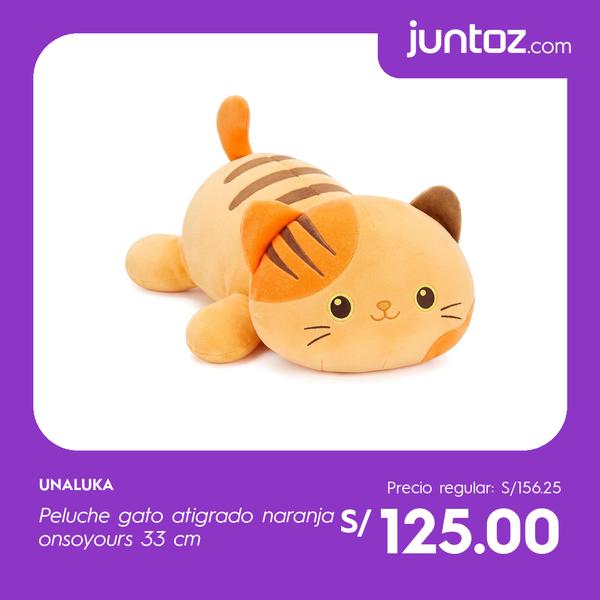 juntoz.com
UNALUKA
Peluche gato atigrado naranja
onsoyours 33 cm
Precio regular: S/156.25
S/125.00